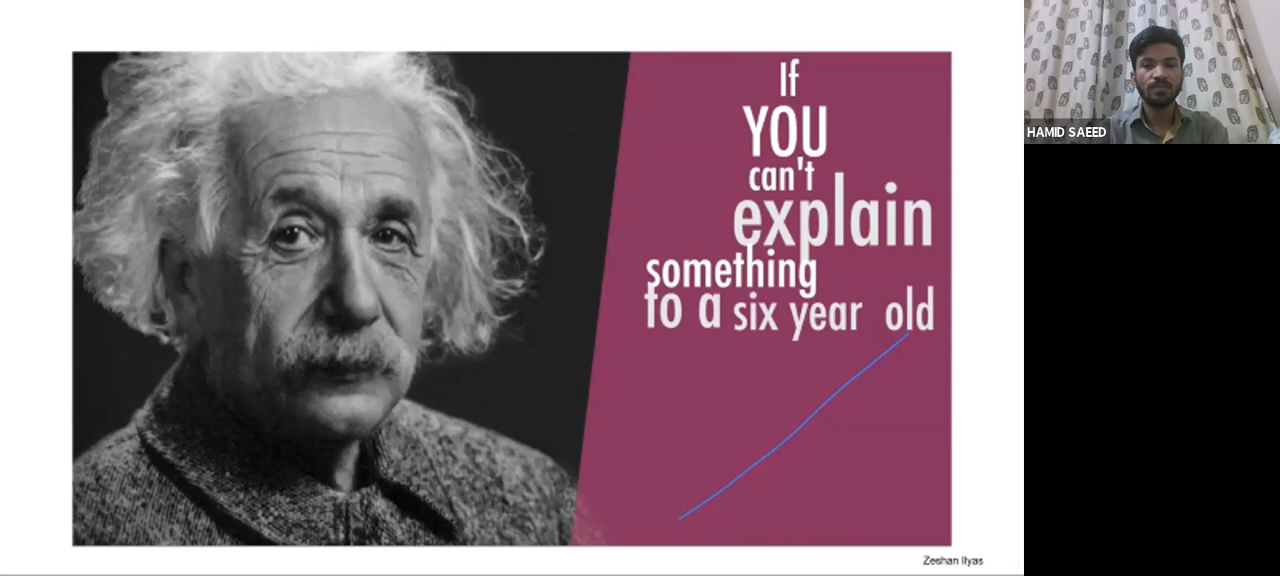 If
YOU
can't
explain
something
to a six year old
Zeshan Ilyas
HAMID SAEED